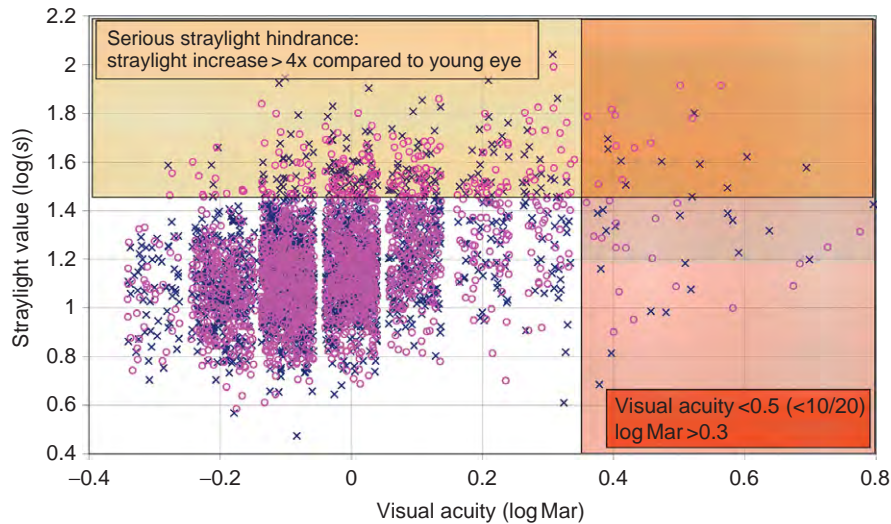 2.2
2
1.8
1.6
1.4
1.2
1
0.8
0.6
0.4
Straylight value (log(s))
Serious straylight hindrance:
straylight increase > 4x compared to young eye
Visual acuity <0.5 (<10/20)
log Mar >0.3
−0.4
−0.2
0
0.2
0.4
0.6
0.8
Visual acuity (log Mar)